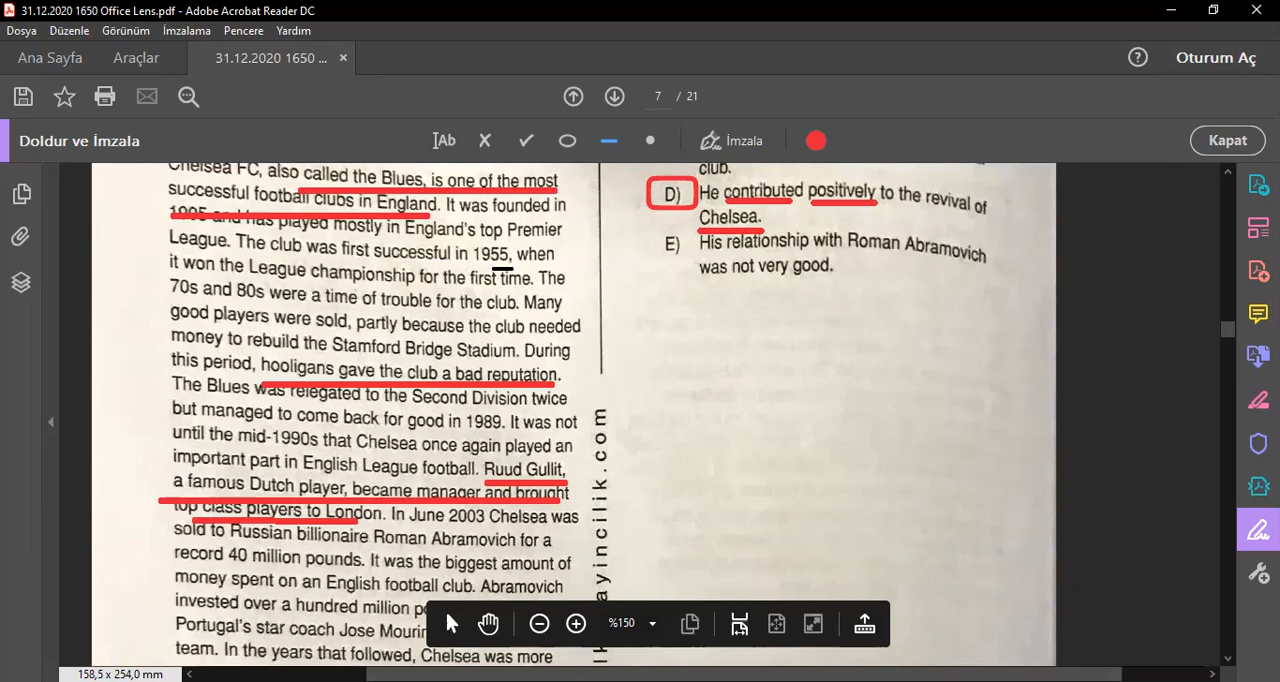 31.12.2020 1650 Office Lens.pdf - Adobe Acrobat Reader DC
Dosya Düzenle Görünüm İmzalama Pencere Yardım
Ana Sayfa Araçlar 31.12.2020 1650 ... × Oturum Aç
7 / 21
Doldur ve İmzala IAb İmzala Kapat
Chelsea FC, also called the Blues, is one of the most
successful football clubs in England. It was founded in
1905 and has played mostly in England's top Premier
League. The club was first successful in 1955, when
it won the League championship for the first time. The
70s and 80s were a time of trouble for the club. Many
good players were sold, partly because the club needed
money to rebuild the Stamford Bridge Stadium. During
this period, hooligans gave the club a bad reputation.
The Blues was relegated to the Second Division twice
but managed to come back for good in 1989. It was not
until the mid-1990s that Chelsea once again played an
important part in English League football. Ruud Gullit,
a famous Dutch player, became manager and brought
top class players to London. In June 2003 Chelsea was
sold to Russian billionaire Roman Abramovich for a
record 40 million pounds. It was the biggest amount of
money spent on an English football club. Abramovich
invested over a hundred million
Portugal's star coach Jose
team. In the years that followed, Chelsea was more
club.
D) He contributed positively to the revival of
Chelsea.
E) His relationship with Roman Abramovich
was not very good.
ayincilik.com
%150
158,5 x 254,0 mm